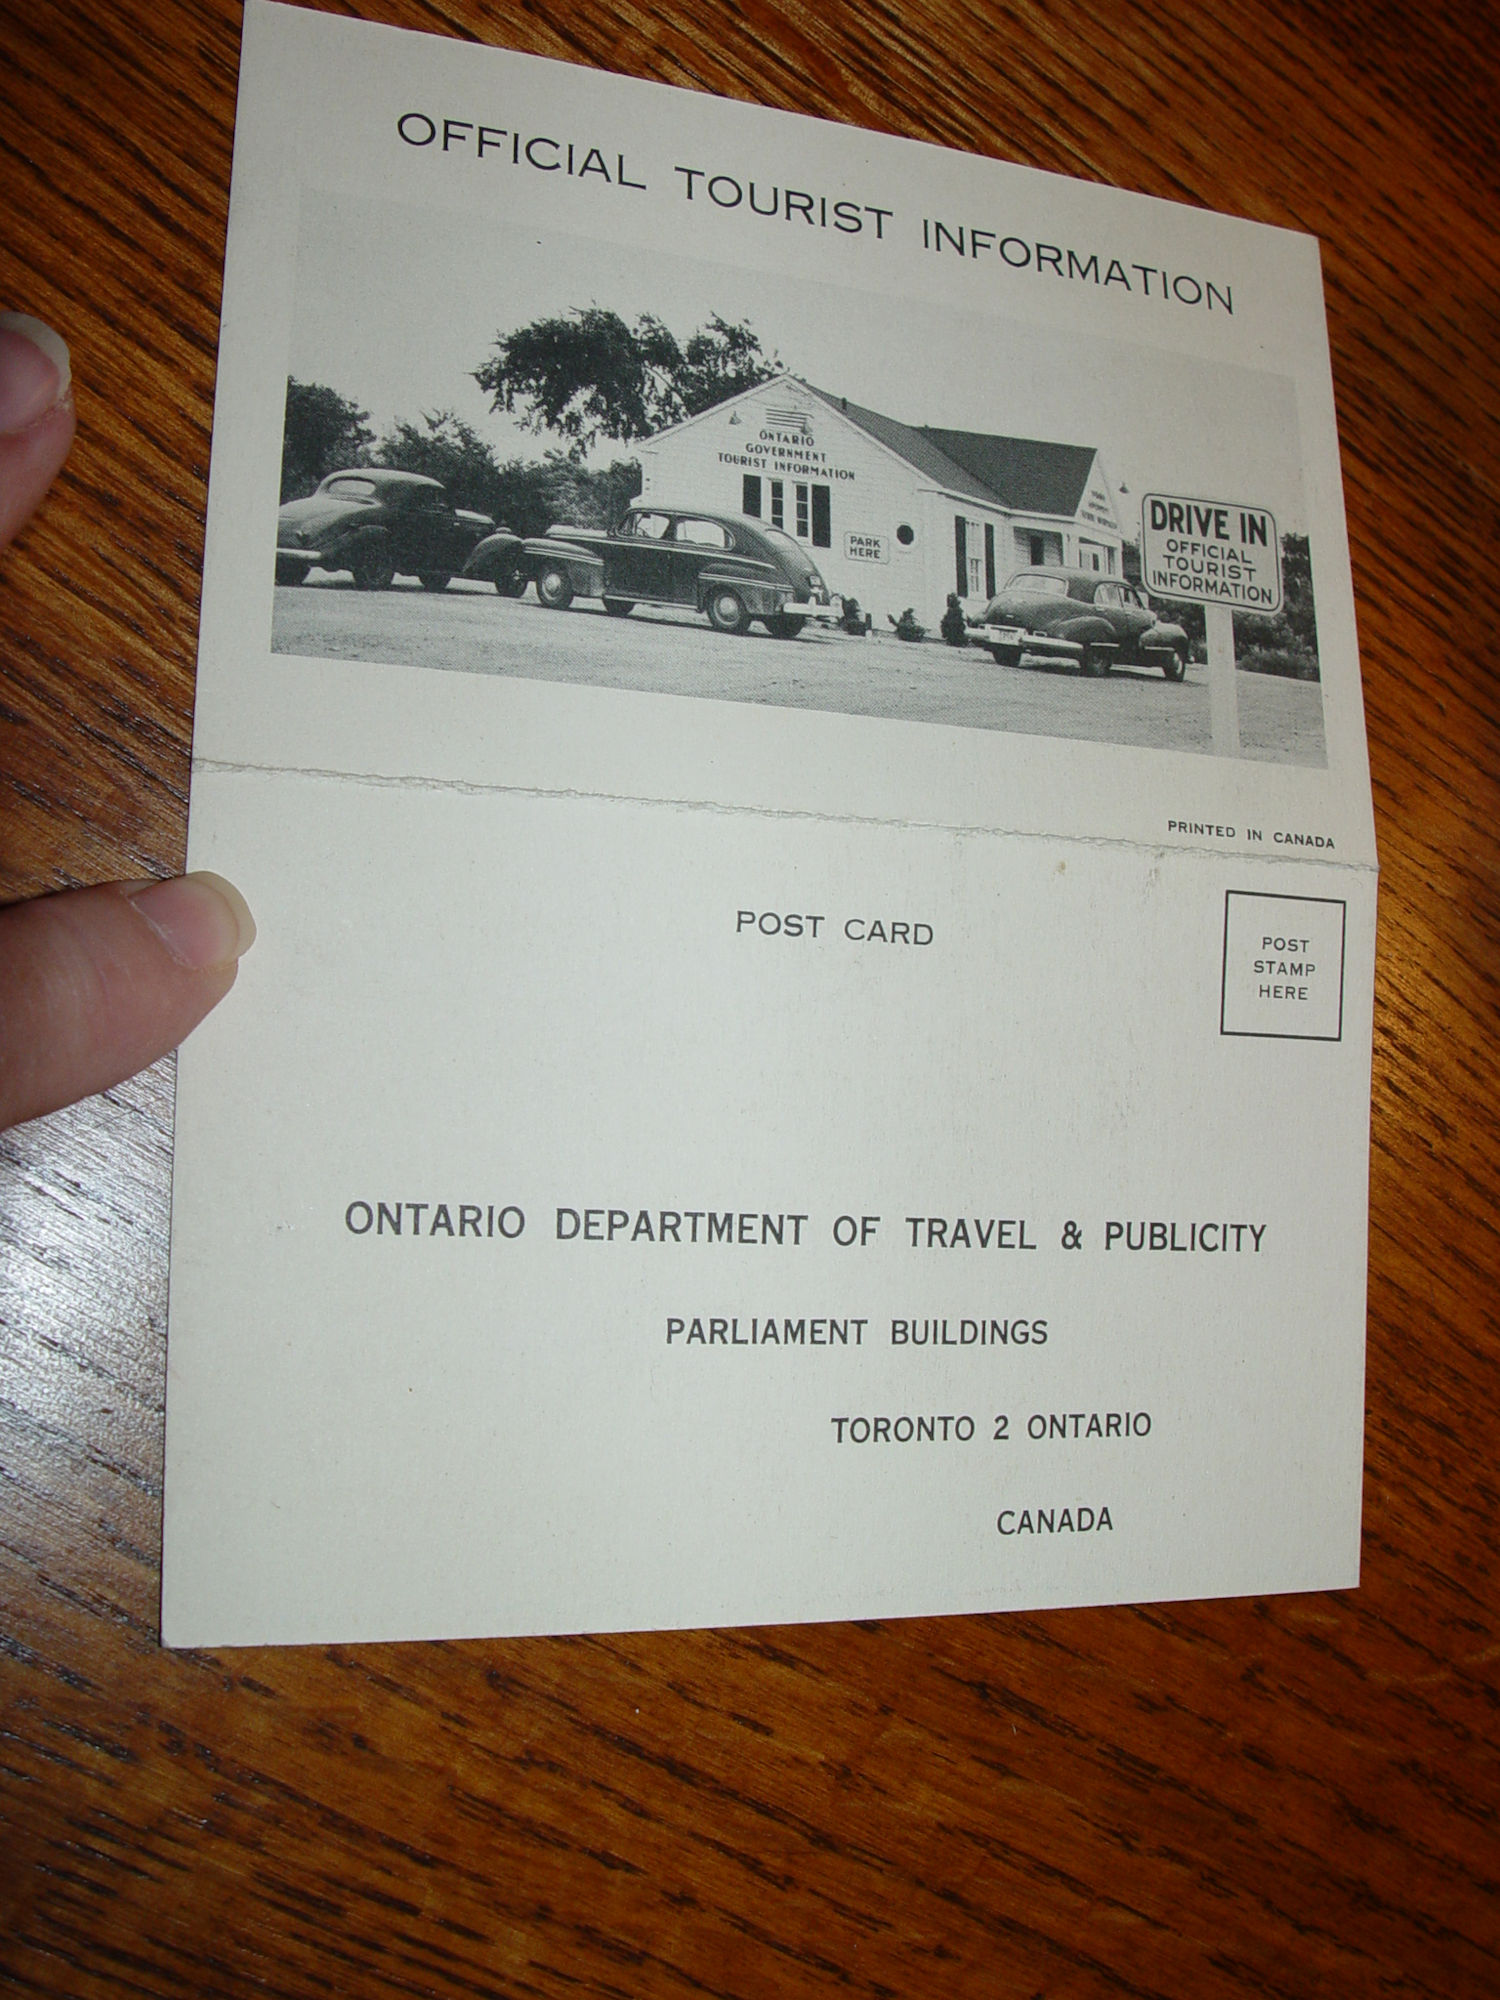 OFFICIAL TOURIST INFORMATION
ONTARIO
GOVERNMENT
TOURIST INFORMATION
PARK
HERE
DRIVE IN
OFFICIAL
TOURIST
INFORMATION
PRINTED IN CANADA
POST CARD
POST
STAMP
HERE
ONTARIO DEPARTMENT OF TRAVEL & PUBLICITY
PARLIAMENT BUILDINGS
TORONTO 2 ONTARIO
CANADA